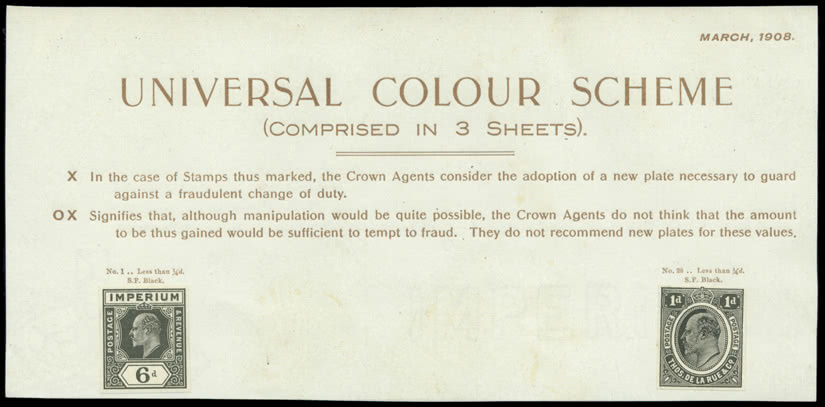 MARCH, 1908.
UNIVERSAL COLOUR SCHEME
(COMPRISED IN 3 SHEETS).
X In the case of Stamps thus marked, the Crown Agents consider the adoption of a new plate necessary to guard
against a fraudulent change of duty.
OX Signifies that, although manipulation would be quite possible, the Crown Agents do not think that the amount
to be thus gained would be sufficient to tempt to fraud. They do not recommend new plates for these values.
No. 1 .. Less than ¼d.
S.F. Black.
IMPERIUM
POSTAGE
& REVENUE
6d
No. 28 .. Less than ¼d.
S.F. Black.
1d 1d
POSTAGE
POSTAGE
THOS. DE LA RUE & CO.